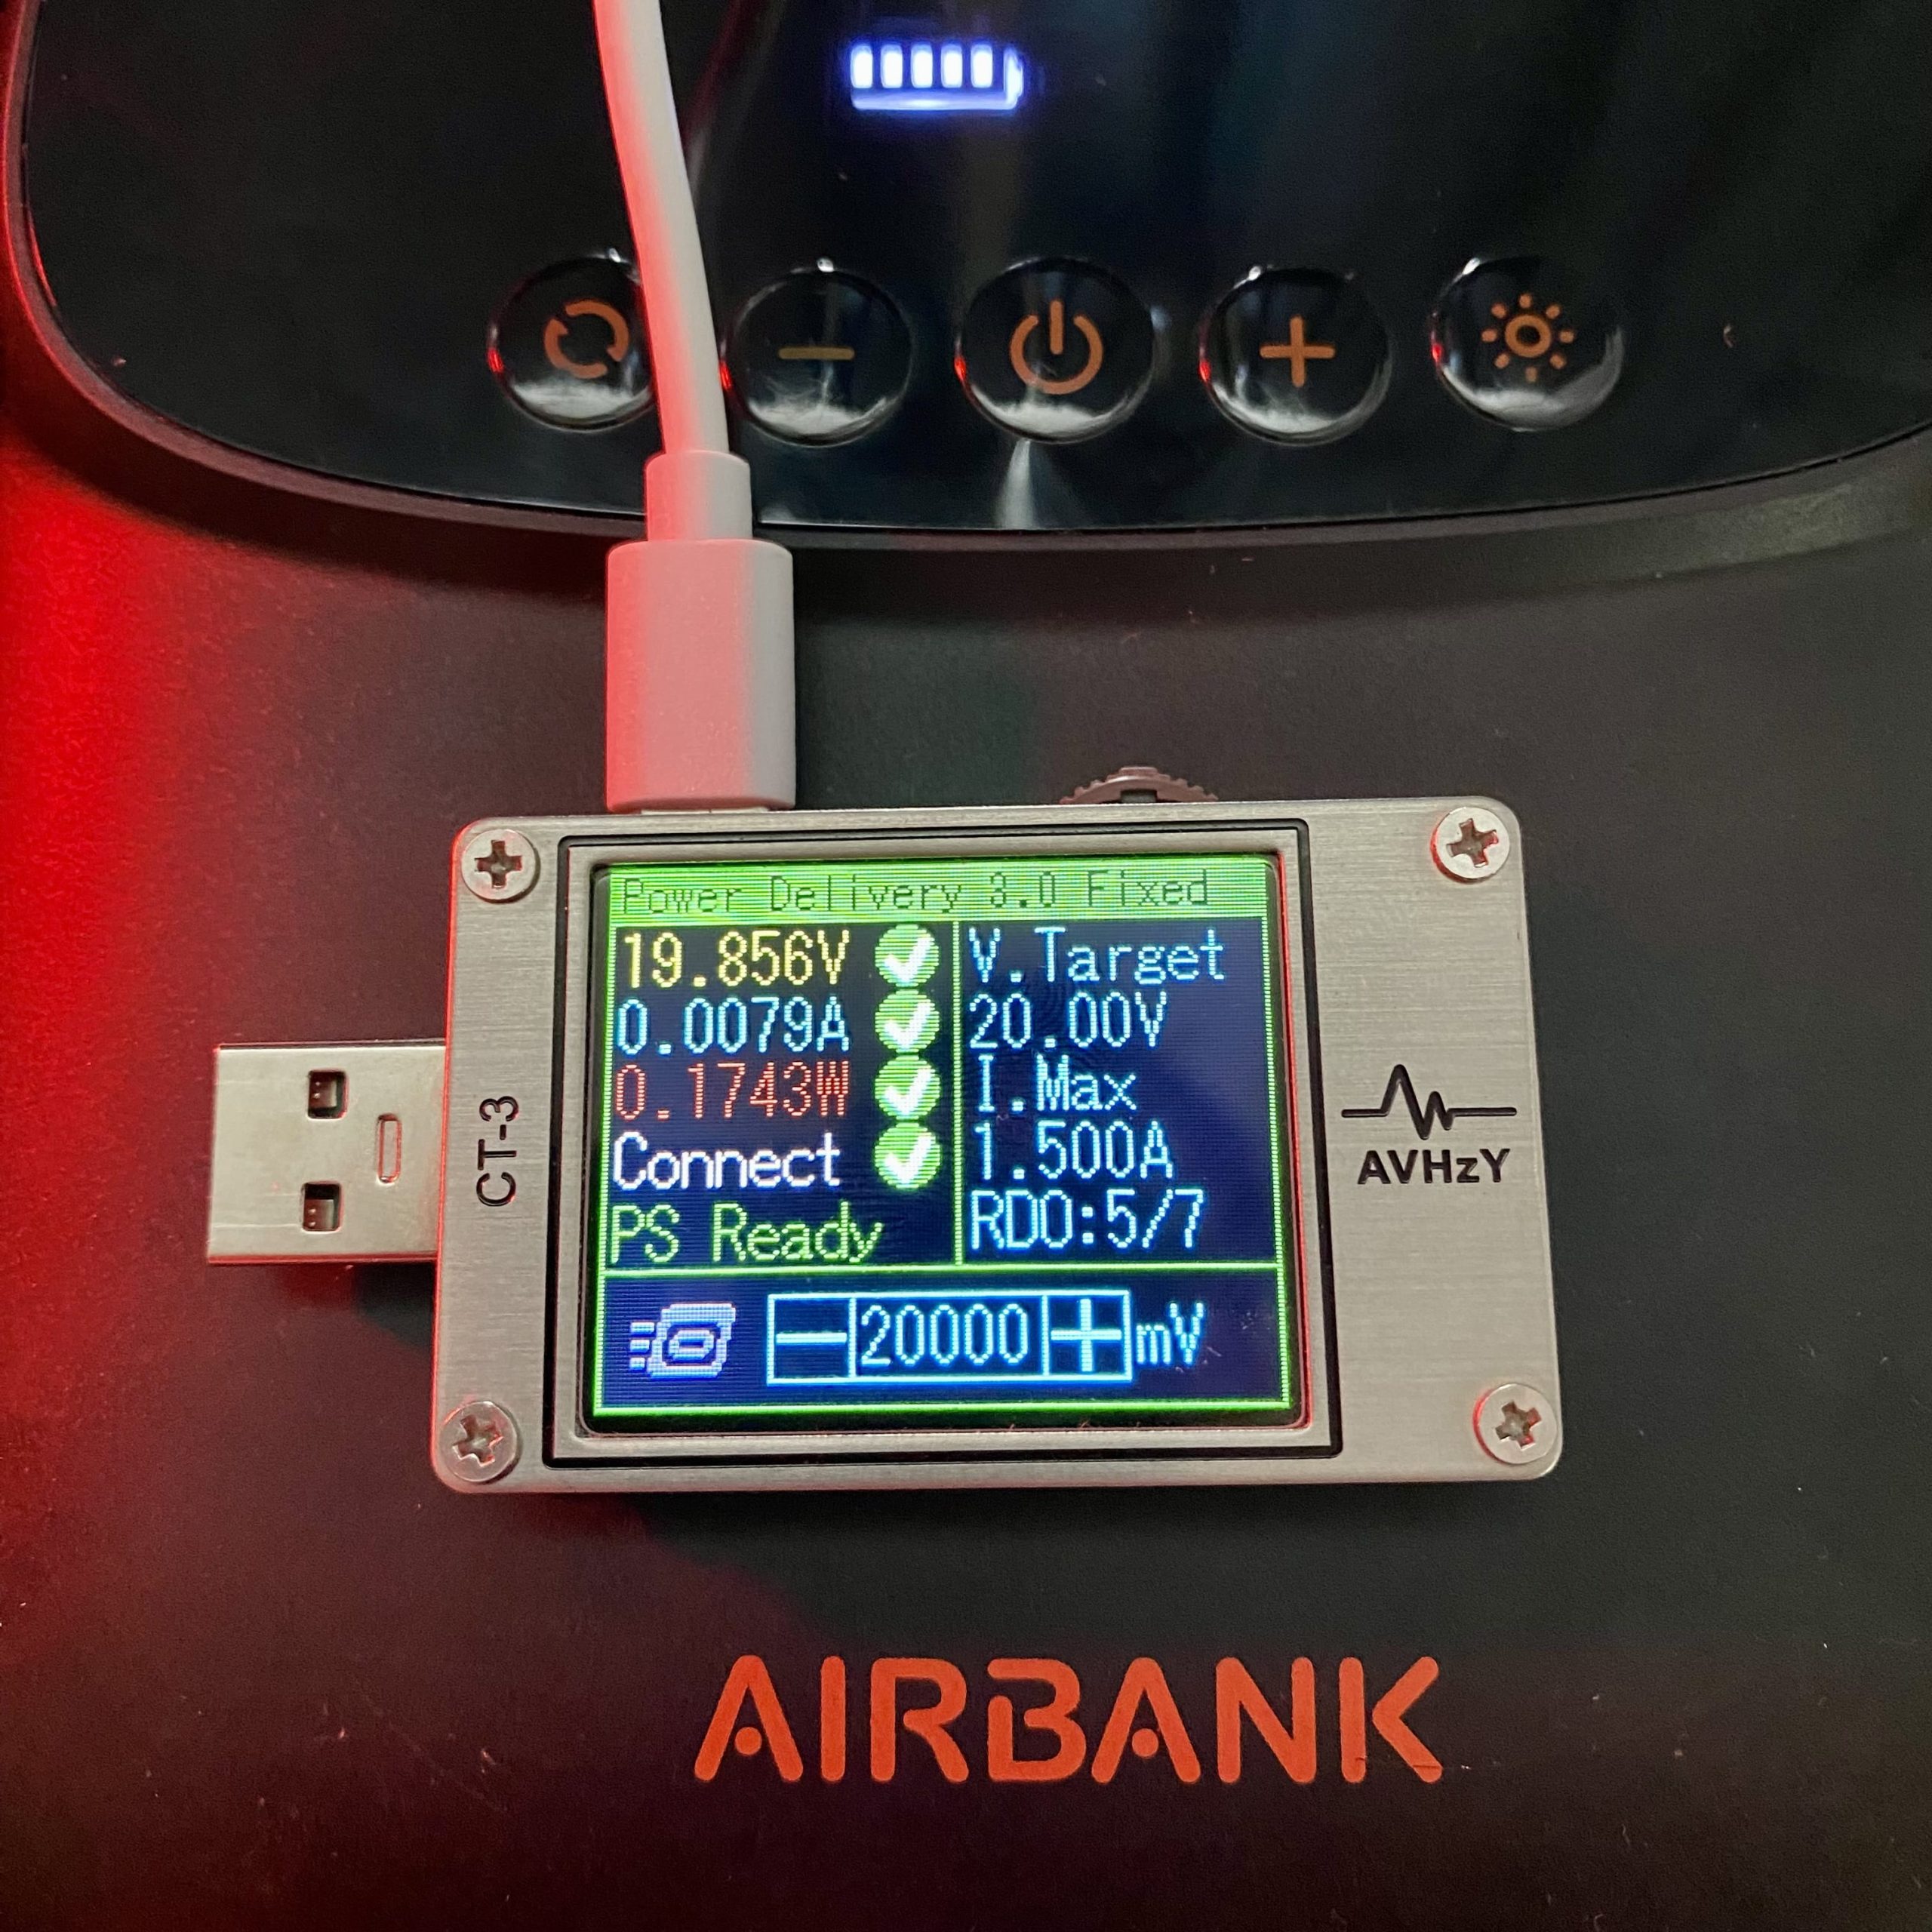 Power Delivery 3.0 Fixed
19.856V
0.0079A
0.1743W
Connect
PS Ready
V.Target
20.00V
I.Max
1.500A
RDO:5/7
20000 mV
CT-3
AVHzY
AIRBANK